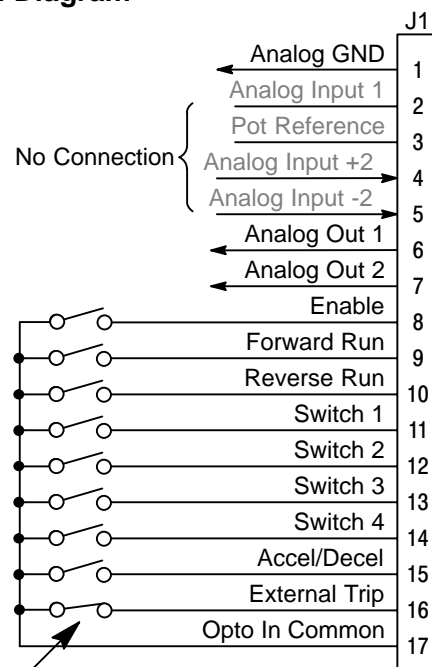 J1
Analog GND 1
Analog Input 1 2
Pot Reference 3
No Connection
Analog Input +2 4
Analog Input -2 5
Analog Out 1 6
Analog Out 2 7
Enable 8
Forward Run 9
Reverse Run 10
Switch 1 11
Switch 2 12
Switch 3 13
Switch 4 14
Accel/Decel 15
External Trip 16
Opto In Common 17